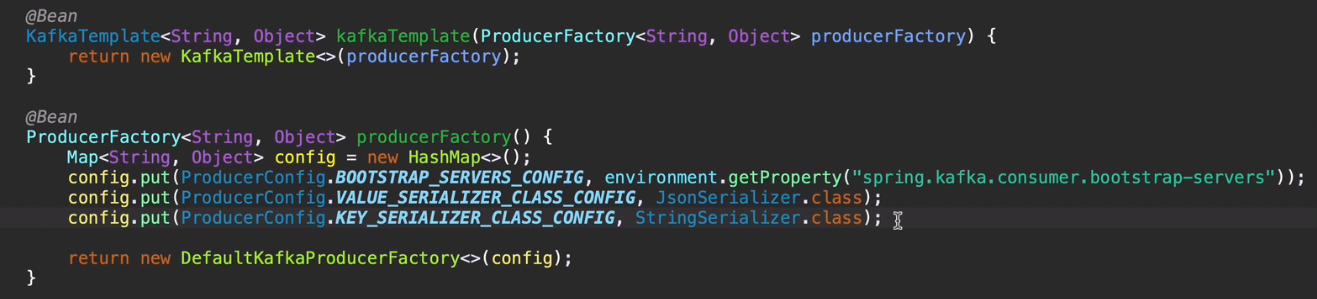 @Bean
KafkaTemplate<String, Object> kafkaTemplate(ProducerFactory<String, Object> producerFactory) {
    return new KafkaTemplate<>(producerFactory);
}

@Bean
ProducerFactory<String, Object> producerFactory() {
    Map<String, Object> config = new HashMap<>();
    config.put(ProducerConfig.BOOTSTRAP_SERVERS_CONFIG, environment.getProperty("spring.kafka.consumer.bootstrap-servers"));
    config.put(ProducerConfig.VALUE_SERIALIZER_CLASS_CONFIG, JsonSerializer.class);
    config.put(ProducerConfig.KEY_SERIALIZER_CLASS_CONFIG, StringSerializer.class);

    return new DefaultKafkaProducerFactory<>(config);
}